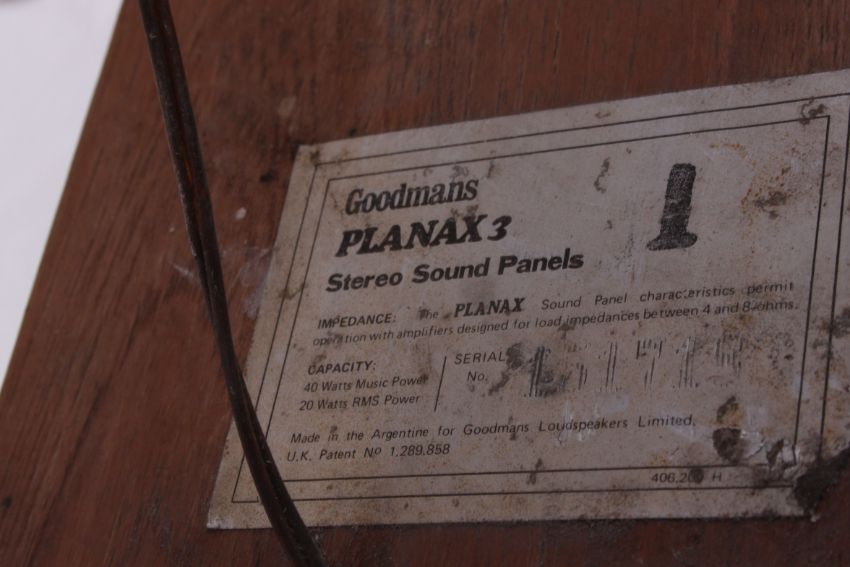 Goodmans
PLANAX 3
Stereo Sound Panels
IMPEDANCE: The PLANAX Sound Panel characteristics permit
operation with amplifiers designed for load impedances between 4 and 8 ohms.
CAPACITY:
40 Watts Music Power
20 Watts RMS Power
SERIAL
No.
Made in the Argentine for Goodmans Loudspeakers Limited,
U.K. Patent No 1,289,858
H